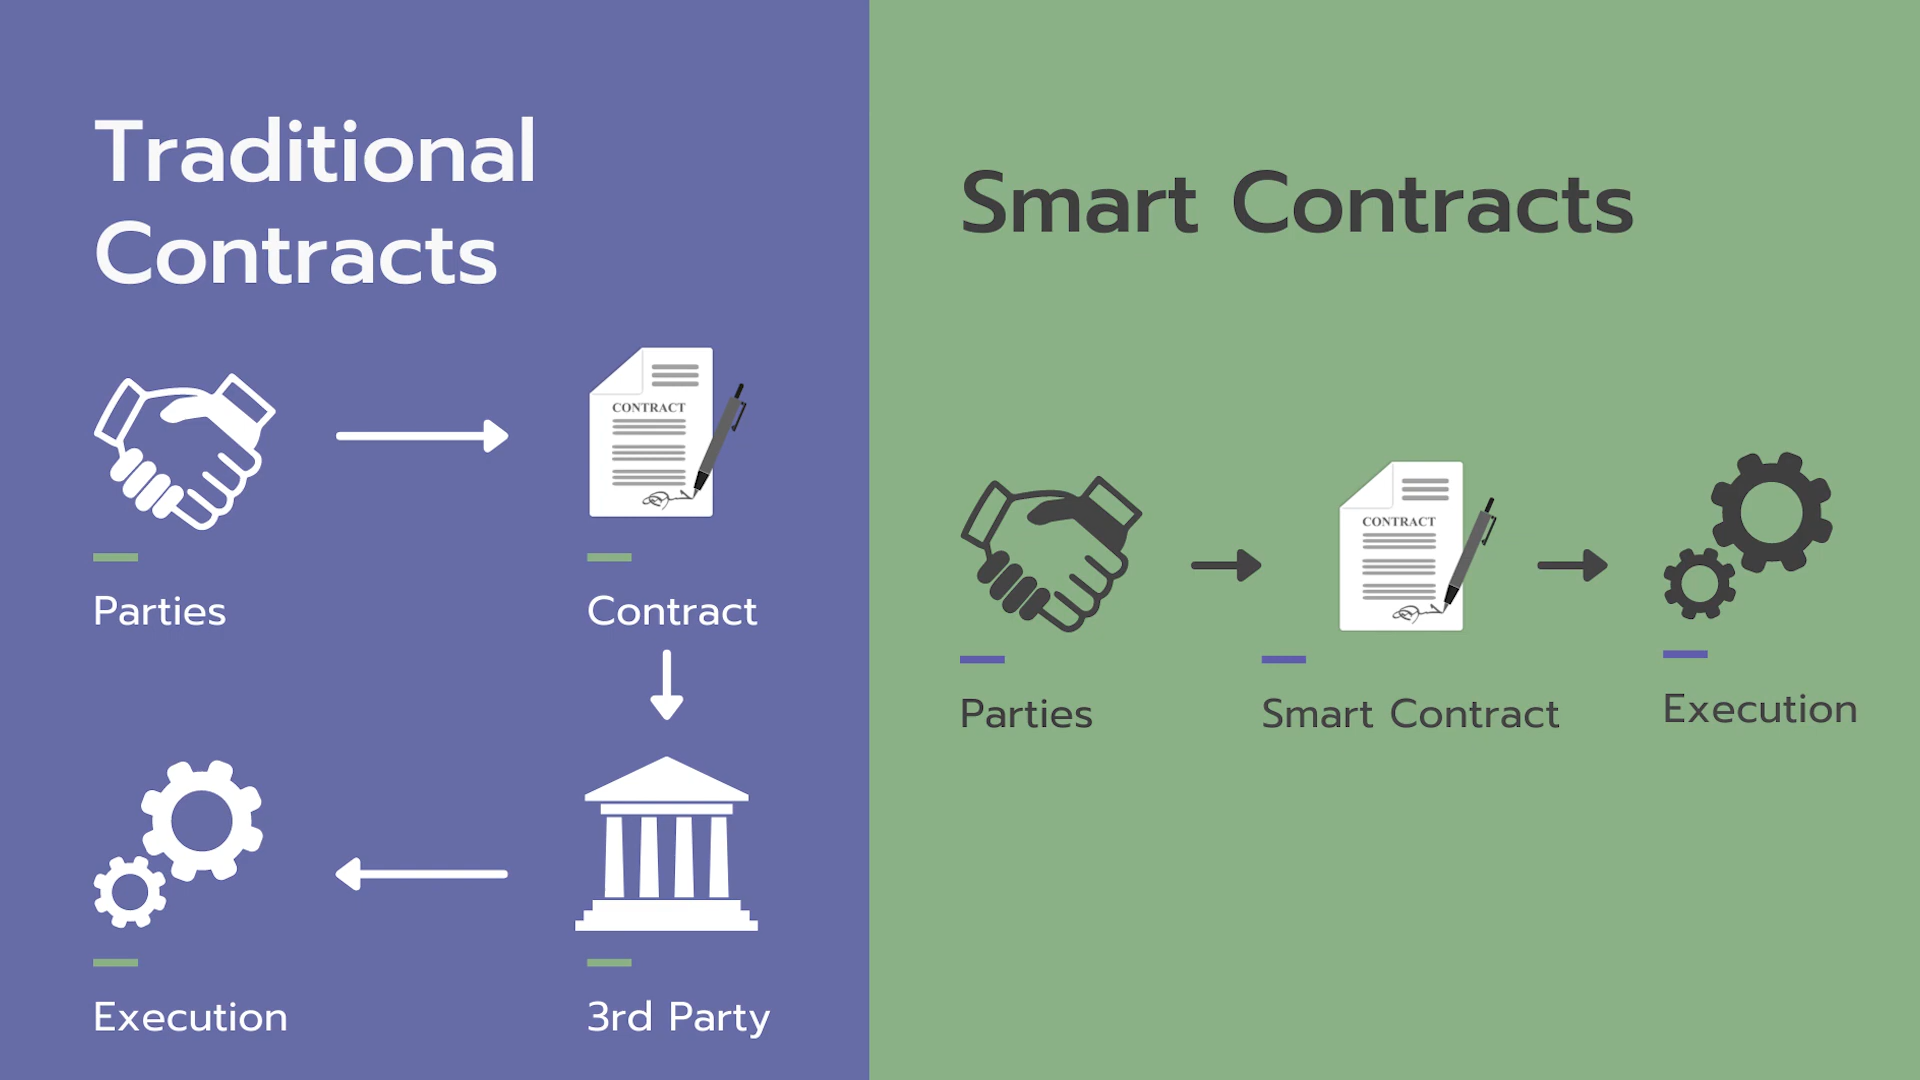 Traditional
Contracts
CONTRACT
Parties
Contract
Execution
3rd Party
Smart Contracts
CONTRACT
Parties
Smart Contract
Execution